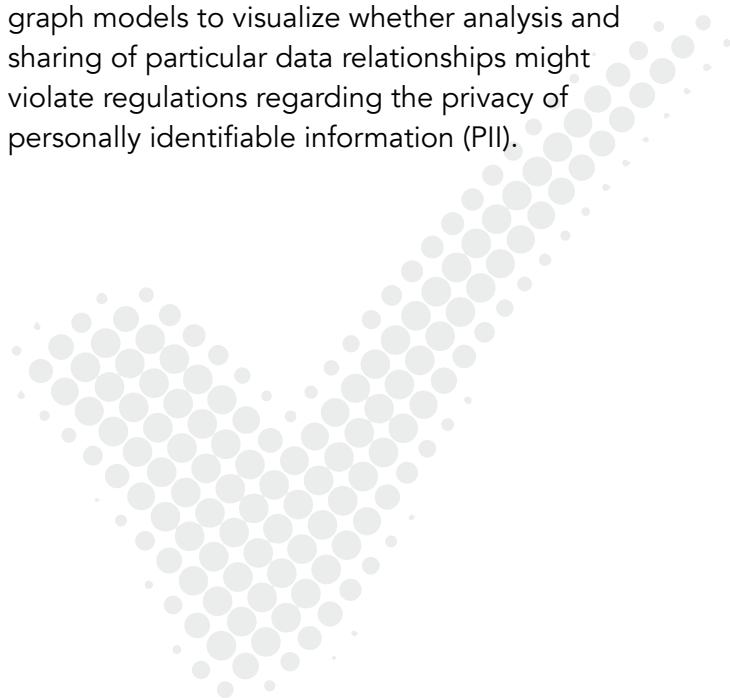 graph models to visualize whether analysis and
sharing of particular data relationships might
violate regulations regarding the privacy of
personally identifiable information (PII).